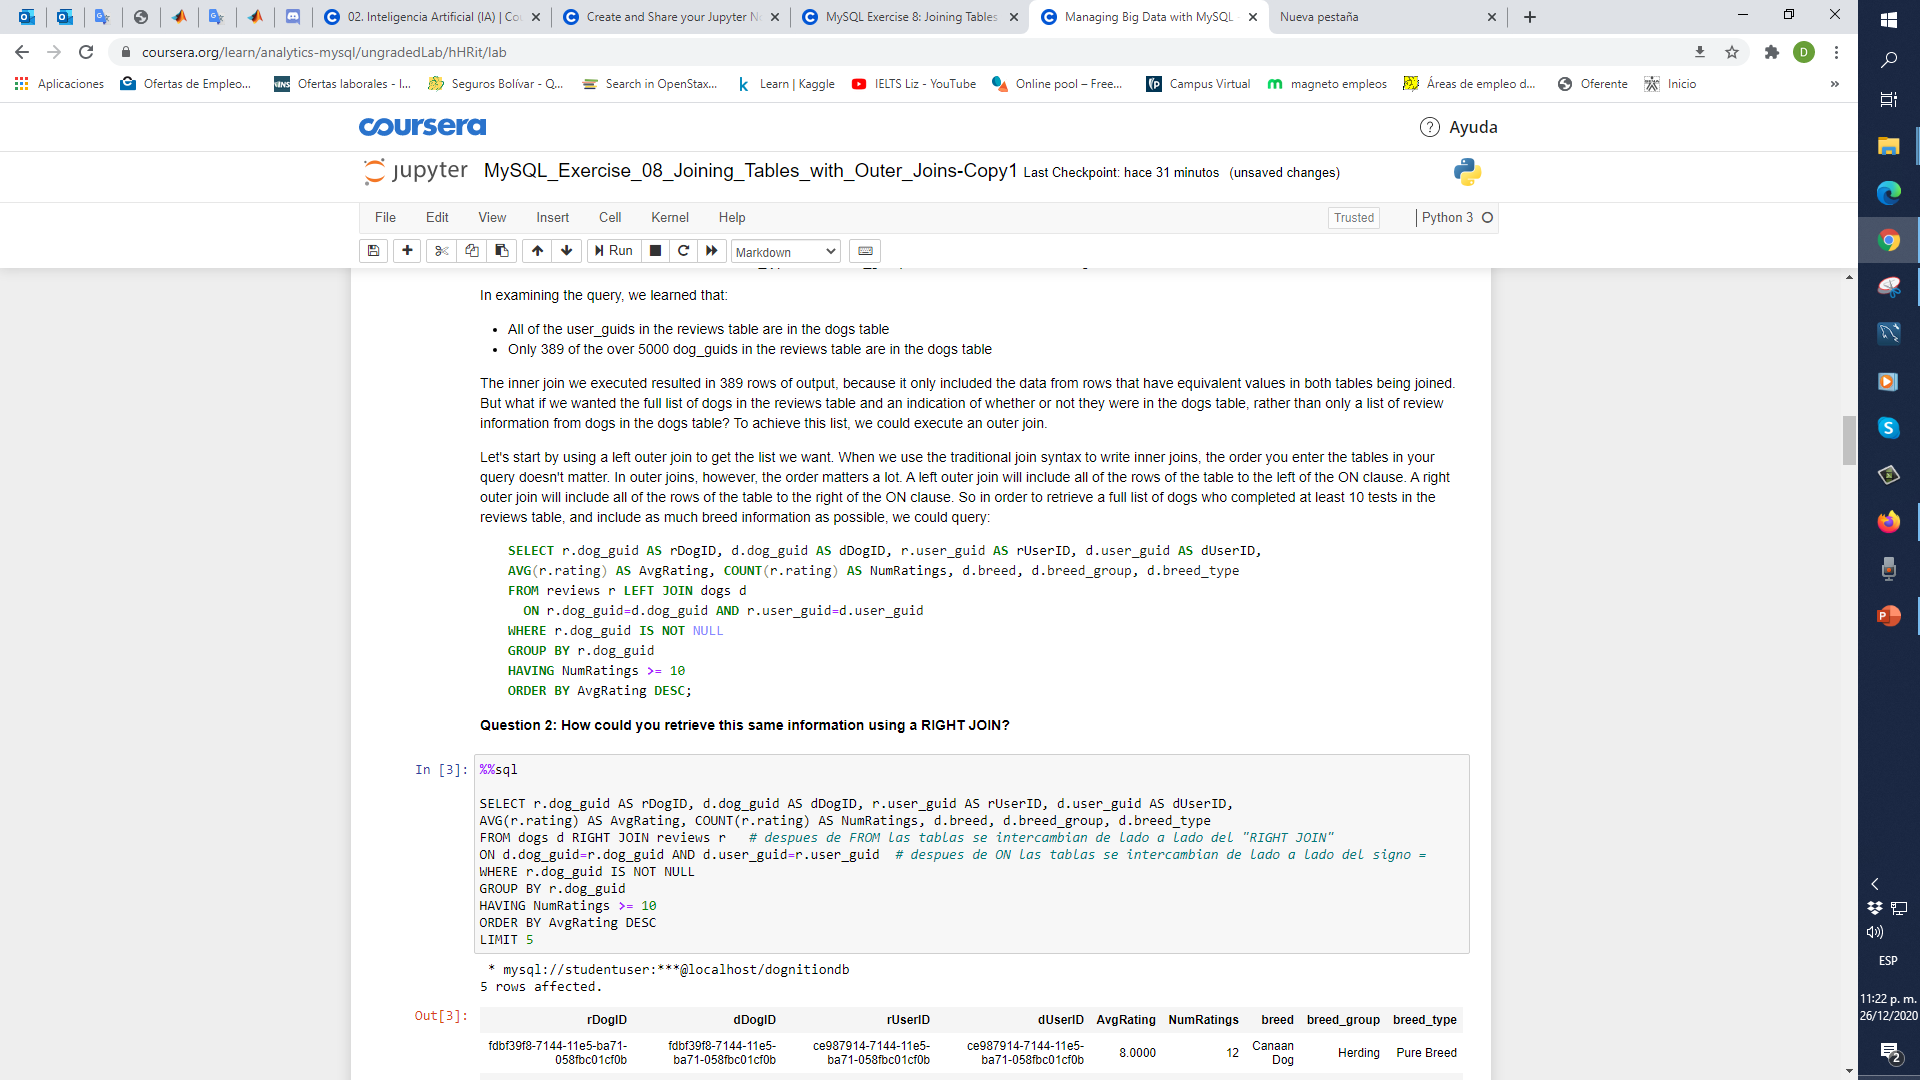 02. Inteligencia Artificial (IA) | Co
Create and Share your Jupyter N
MySQL Exercise 8: Joining Tables
Managing Big Data with MySQL -
Nueva pestaña
coursera.org/learn/analytics-mysql/ungradedLab/hHRit/lab
D
Aplicaciones
Ofertas de Empleo...
Ofertas laborales - I...
Seguros Bolívar - Q...
Search in OpenStax...
Learn | Kaggle
IELTS Liz - YouTube
Online pool – Free...
Campus Virtual
magneto empleos
Áreas de empleo d...
Oferente
Inicio
»
coursera
? Ayuda
jupyter MySQL_Exercise_08_Joining_Tables_with_Outer_Joins-Copy1 Last Checkpoint: hace 31 minutos (unsaved changes)
File Edit View Insert Cell Kernel Help
Trusted
Python 3
Run
Markdown
In examining the query, we learned that:
• All of the user_guids in the reviews table are in the dogs table
• Only 389 of the over 5000 dog_guids in the reviews table are in the dogs table
The inner join we executed resulted in 389 rows of output, because it only included the data from rows that have equivalent values in both tables being joined.
But what if we wanted the full list of dogs in the reviews table and an indication of whether or not they were in the dogs table, rather than only a list of review
information from dogs in the dogs table? To achieve this list, we could execute an outer join.
Let's start by using a left outer join to get the list we want. When we use the traditional join syntax to write inner joins, the order you enter the tables in your
query doesn't matter. In outer joins, however, the order matters a lot. A left outer join will include all of the rows of the table to the left of the ON clause. A right
outer join will include all of the rows of the table to the right of the ON clause. So in order to retrieve a full list of dogs who completed at least 10 tests in the
reviews table, and include as much breed information as possible, we could query:
SELECT r.dog_guid AS rDogID, d.dog_guid AS dDogID, r.user_guid AS rUserID, d.user_guid AS dUserID,
AVG(r.rating) AS AvgRating, COUNT(r.rating) AS NumRatings, d.breed, d.breed_group, d.breed_type
FROM reviews r LEFT JOIN dogs d
ON r.dog_guid=d.dog_guid AND r.user_guid=d.user_guid
WHERE r.dog_guid IS NOT NULL
GROUP BY r.dog_guid
HAVING NumRatings >= 10
ORDER BY AvgRating DESC;
Question 2: How could you retrieve this same information using a RIGHT JOIN?
In [3]: %%sql
SELECT r.dog_guid AS rDogID, d.dog_guid AS dDogID, r.user_guid AS rUserID, d.user_guid AS dUserID,
AVG(r.rating) AS AvgRating, COUNT(r.rating) AS NumRatings, d.breed, d.breed_group, d.breed_type
FROM dogs d RIGHT JOIN reviews r # despues de FROM las tablas se intercambian de lado a lado del "RIGHT JOIN"
ON d.dog_guid=r.dog_guid AND d.user_guid=r.user_guid # despues de ON las tablas se intercambian de lado a lado del signo =
WHERE r.dog_guid IS NOT NULL
GROUP BY r.dog_guid
HAVING NumRatings >= 10
ORDER BY AvgRating DESC
LIMIT 5
* mysql://studentuser:***@localhost/dognitiondb
5 rows affected.
Out[3]:
rDogID dDogID rUserID dUserID AvgRating NumRatings breed breed_group breed_type
fdbf39f8-7144-11e5-ba71- fdbf39f8-7144-11e5- ce987914-7144-11e5- ce987914-7144-11e5- Canaan
058fbc01cf0b ba71-058fbc01cf0b ba71-058fbc01cf0b ba71-058fbc01cf0b 8.0000 12 Dog Herding Pure Breed
ESP
11:22 p. m.
26/12/2020
2